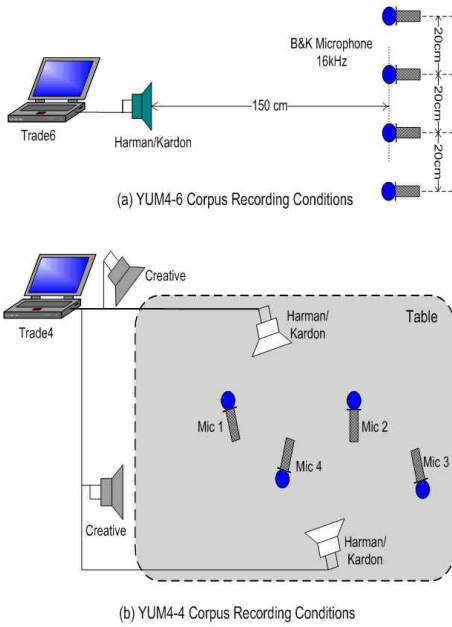 B&K Microphone
16kHz
20cm
20cm
20cm
150 cm
Trade6
Harman/Kardon
(a) YUM4-6 Corpus Recording Conditions
Creative
Trade4
Harman/
Kardon
Table
Mic 1
Mic 2
Mic 4
Mic 3
Creative
Harman/
Kardon
(b) YUM4-4 Corpus Recording Conditions